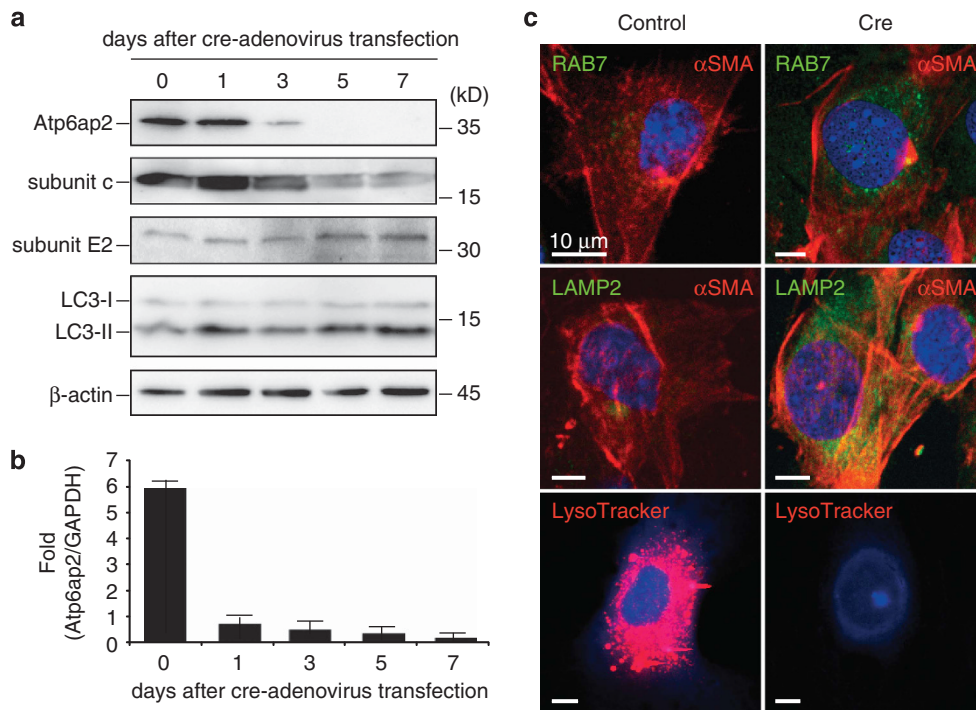 a
days after cre-adenovirus transfection
0 1 3 5 7
(kD)
Atp6ap2
35
subunit c
15
subunit E2
30
LC3-I
15
LC3-II
β-actin
45
b
7
6
5
4
3
2
1
0
Fold
(Atp6ap2/GAPDH)
0 1 3 5 7
days after cre-adenovirus transfection
c
Control Cre
RAB7 αSMA RAB7 αSMA
10 μm
LAMP2 αSMA LAMP2 αSMA
LysoTracker LysoTracker